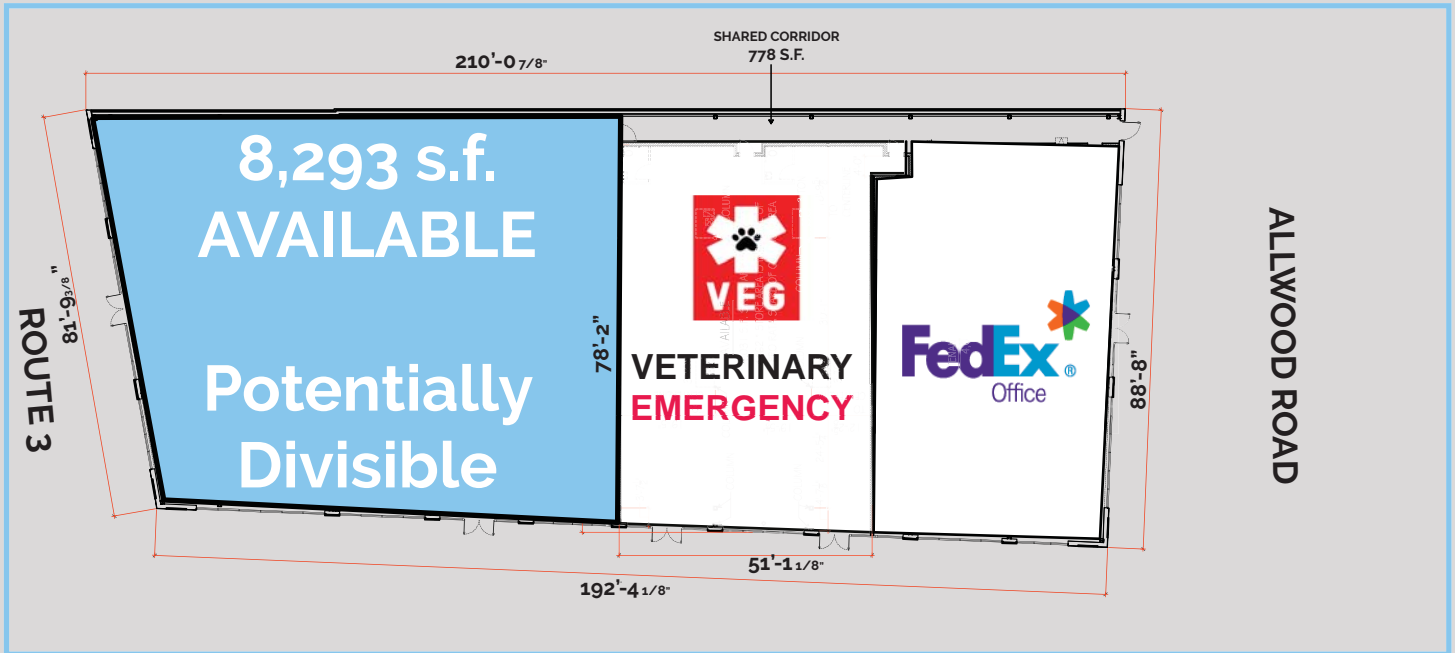 SHARED CORRIDOR
778 S.F.
210'-0 7/8"
8,293 s.f.
AVAILABLE
Potentially
Divisible
ROUTE 3
81'-9 3/8"
78'-2"
VEG
VETERINARY
EMERGENCY
FedEx®
Office
88'-8"
ALLWOOD ROAD
51'-1 1/8"
192'-4 1/8"